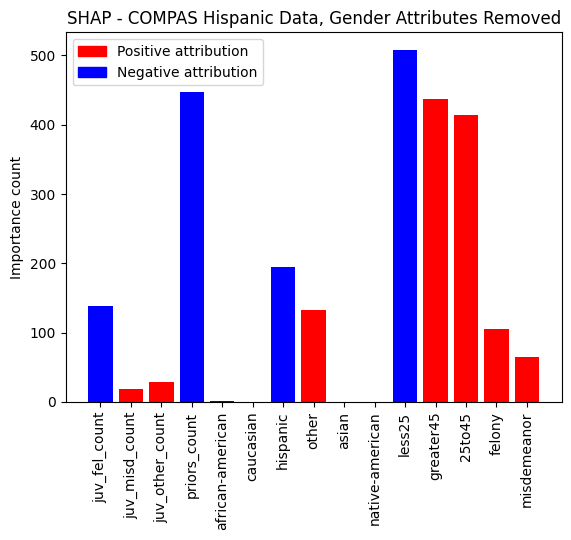 SHAP - COMPAS Hispanic Data, Gender Attributes Removed
Positive attribution
Negative attribution
Importance count
500
400
300
200
100
0
juv_fel_count
juv_misd_count
juv_other_count
priors_count
african-american
caucasian
hispanic
other
asian
native-american
less25
greater45
25to45
felony
misdemeanor